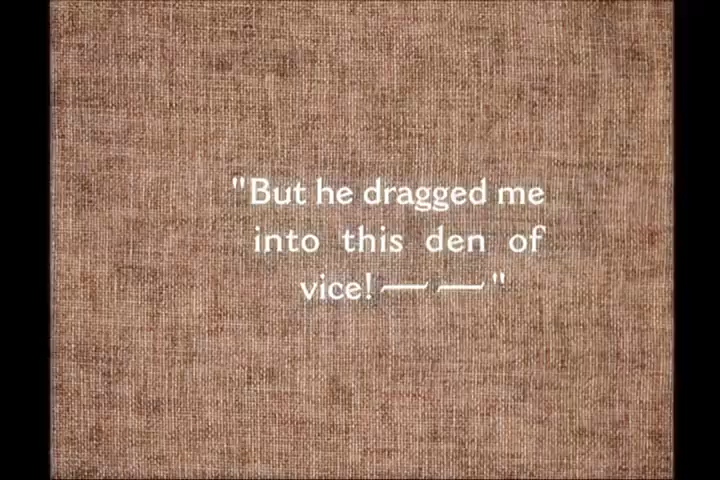 "But he dragged me
into this den of
vice!— —"